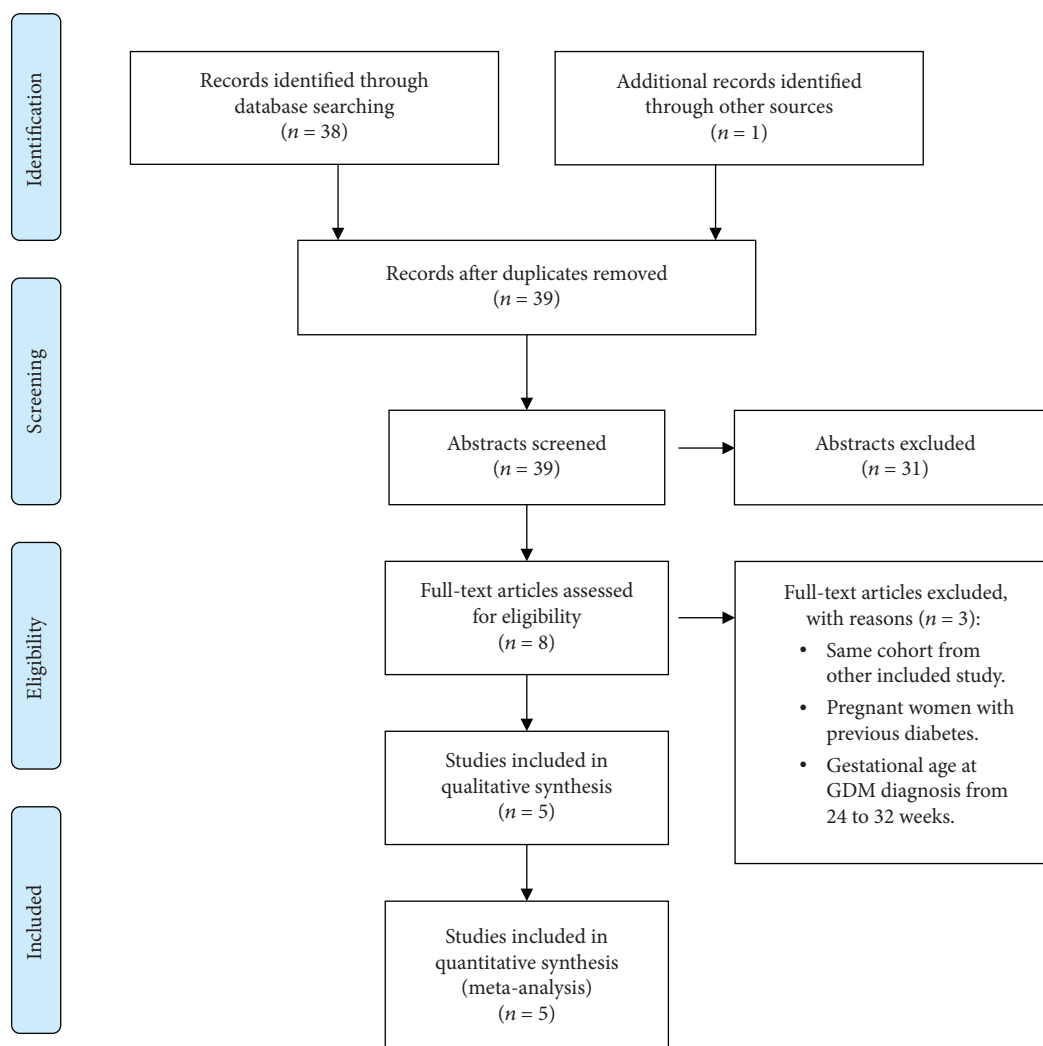 Identification
Records identified through
database searching
(n = 38)
Additional records identified
through other sources
(n = 1)
Records after duplicates removed
(n = 39)
Screening
Abstracts screened
(n = 39)
Abstracts excluded
(n = 31)
Eligibility
Full-text articles assessed
for eligibility
(n = 8)
Full-text articles excluded,
with reasons (n = 3):
• Same cohort from
other included study.
• Pregnant women with
previous diabetes.
• Gestational age at
GDM diagnosis from
24 to 32 weeks.
Studies included in
qualitative synthesis
(n = 5)
Included
Studies included in
quantitative synthesis
(meta-analysis)
(n = 5)